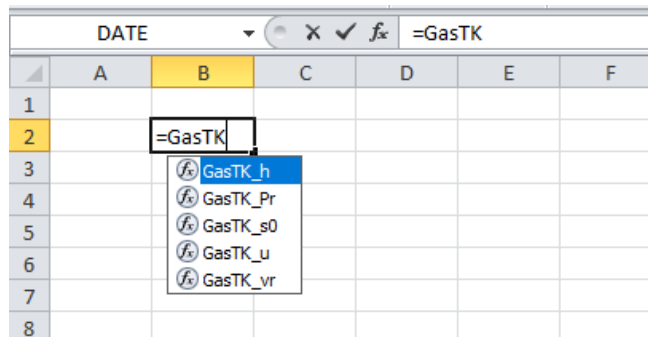 DATE =GasTK
A B C D E F
1
2 =GasTK
3 GasTK_h
4 GasTK_Pr
5 GasTK_s0
6 GasTK_u
7 GasTK_vr
8